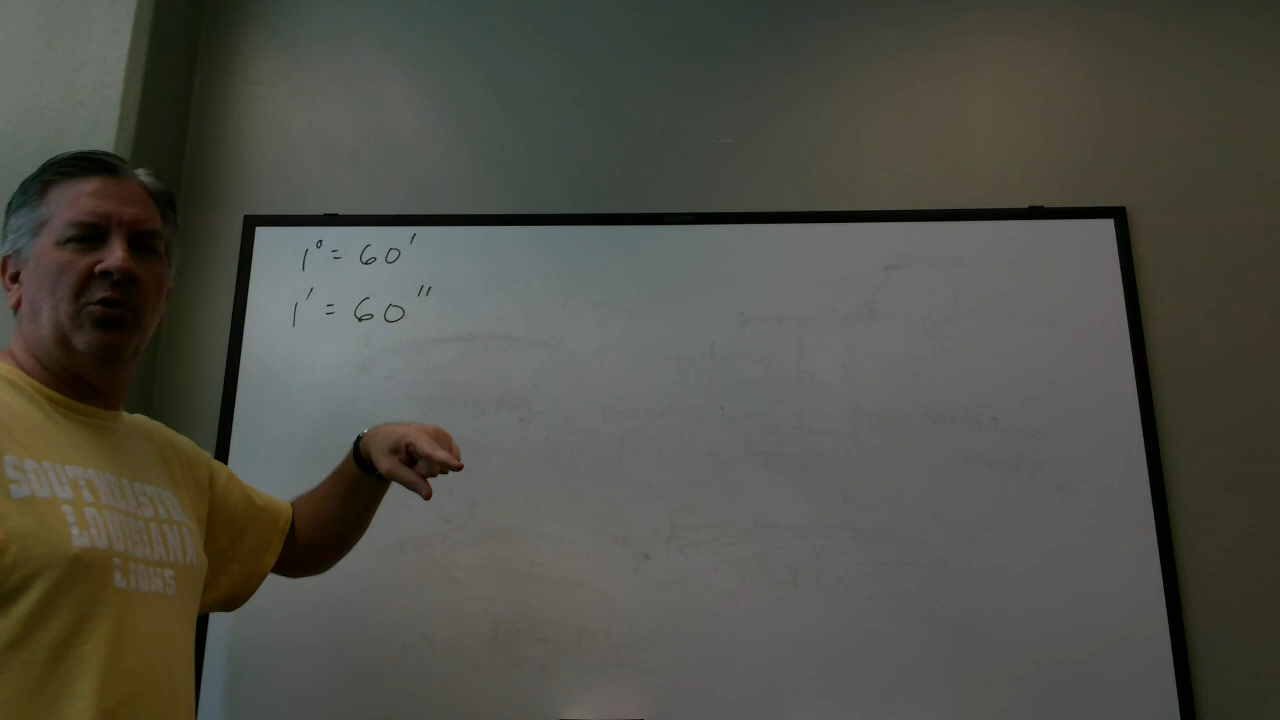 1° = 60'
1' = 60"
SOUTHEASTERN
LOUISIANA
LIONS